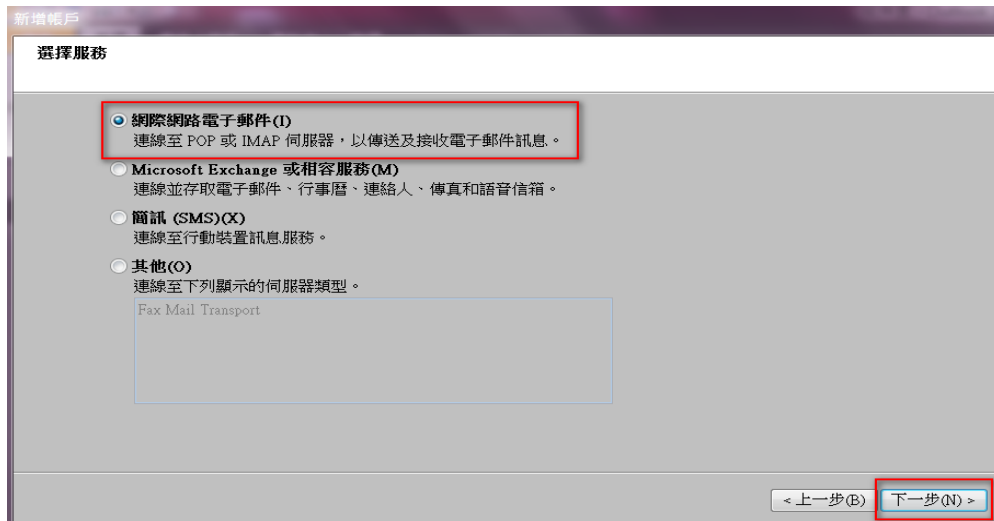 新增帳戶
選擇服務
網際網路電子郵件(I)
連線至 POP 或 IMAP 伺服器，以傳送及接收電子郵件訊息。
Microsoft Exchange 或相容服務(M)
連線並存取電子郵件、行事曆、連絡人、傳真和語音信箱。
簡訊 (SMS)(X)
連線至行動裝置訊息服務。
其他(O)
連線至下列顯示的伺服器類型。
Fax Mail Transport
<上一步(B)
下一步(N) >